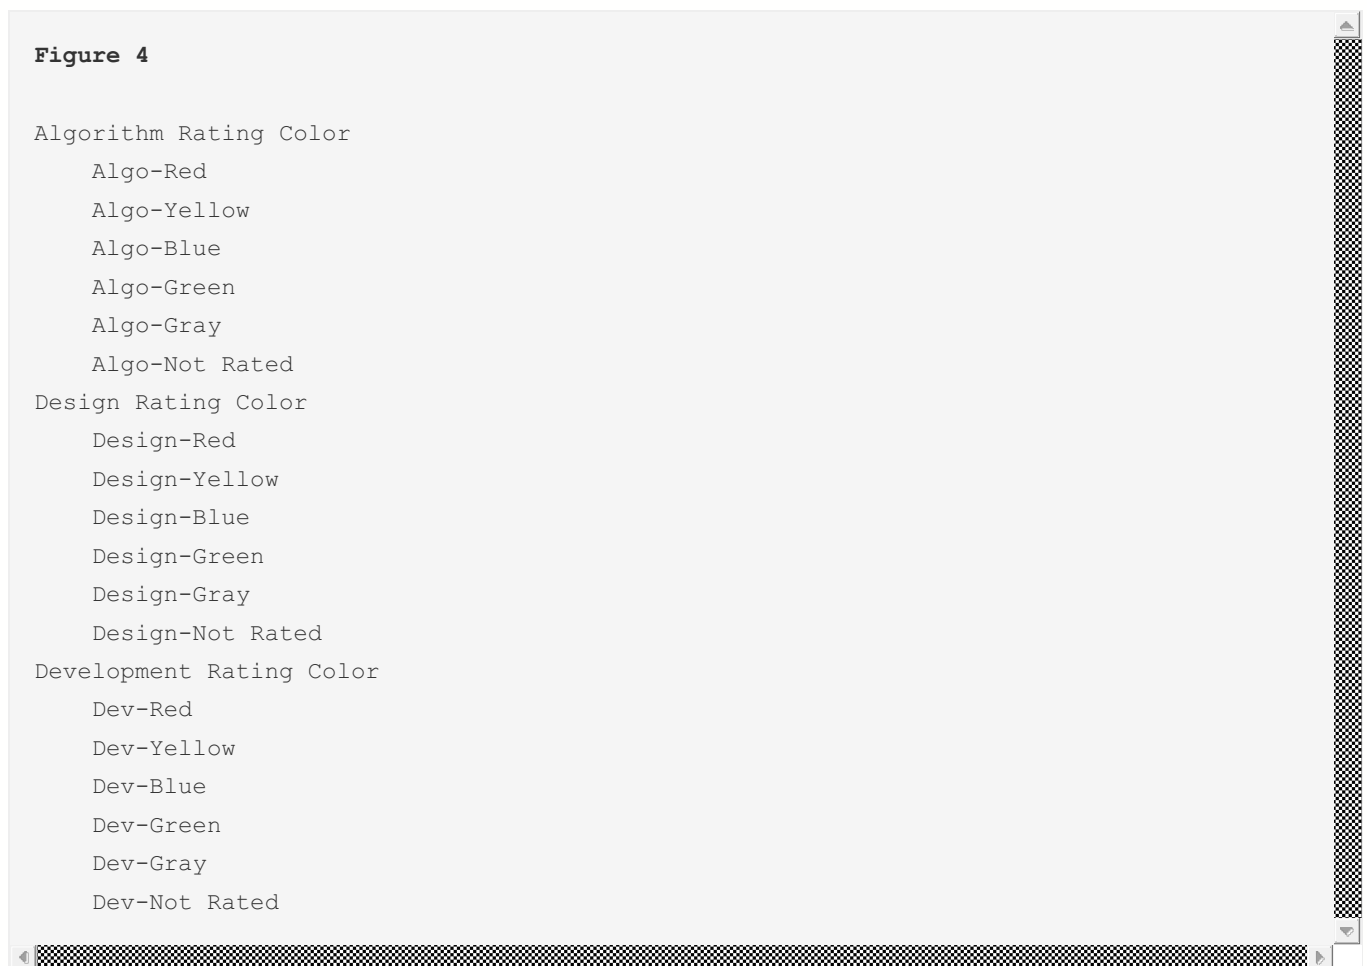 Figure 4
Algorithm Rating Color
Algo-Red
Algo-Yellow
Algo-Blue
Algo-Green
Algo-Gray
Algo-Not Rated
Design Rating Color
Design-Red
Design-Yellow
Design-Blue
Design-Green
Design-Gray
Design-Not Rated
Development Rating Color
Dev-Red
Dev-Yellow
Dev-Blue
Dev-Green
Dev-Gray
Dev-Not Rated